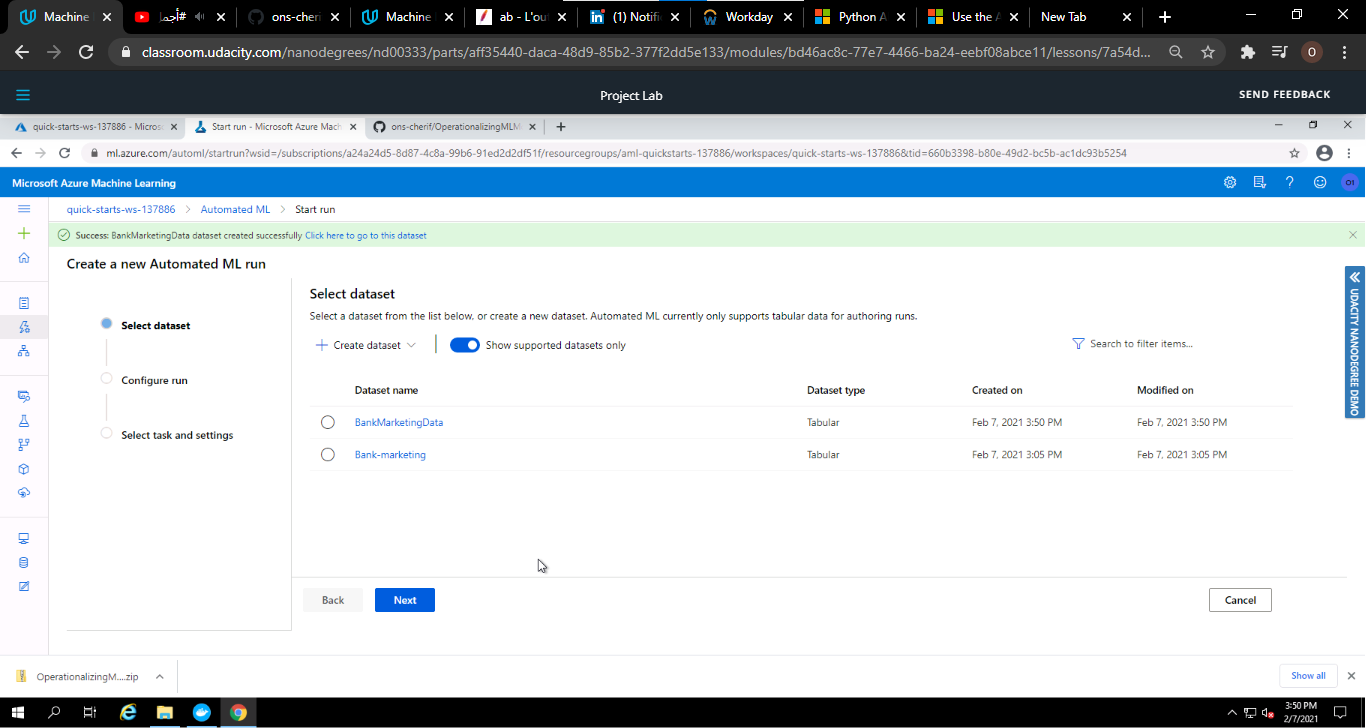 Machine
#أجمل
ons-cher
Machine
ab - L'ou
(1) Notifi
Workday
Python A
Use the A
New Tab
classroom.udacity.com/nanodegrees/nd00333/parts/aff35440-daca-48d9-85b2-377f2dd5e133/modules/bd46ac8c-77e7-4466-ba24-eebf08abce11/lessons/7a54d...
O
Project Lab
SEND FEEDBACK
quick-starts-ws-137886 - Micros
Start run - Microsoft Azure Mach
ons-cherif/OperationalizingMLMi
ml.azure.com/automl/startrun?wsid=/subscriptions/a24a24d5-8d87-4c8a-99b6-91ed2d2df51f/resourcegroups/aml-quickstarts-137886/workspaces/quick-starts-ws-137886&tid=660b3398-b80e-49d2-bc5b-ac1dc93b5254
Microsoft Azure Machine Learning
quick-starts-ws-137886 > Automated ML > Start run
Success: BankMarketingData dataset created successfully Click here to go to this dataset
Create a new Automated ML run
Select dataset
Configure run
Select task and settings
Select dataset
Select a dataset from the list below, or create a new dataset. Automated ML currently only supports tabular data for authoring runs.
Create dataset
Show supported datasets only
Search to filter items...
Dataset name Dataset type Created on Modified on
BankMarketingData Tabular Feb 7, 2021 3:50 PM Feb 7, 2021 3:50 PM
Bank-marketing Tabular Feb 7, 2021 3:05 PM Feb 7, 2021 3:05 PM
Back
Next
Cancel
UDACITY NANODEGREE DEMO
OperationalizingM....zip
Show all
3:50 PM
2/7/2021